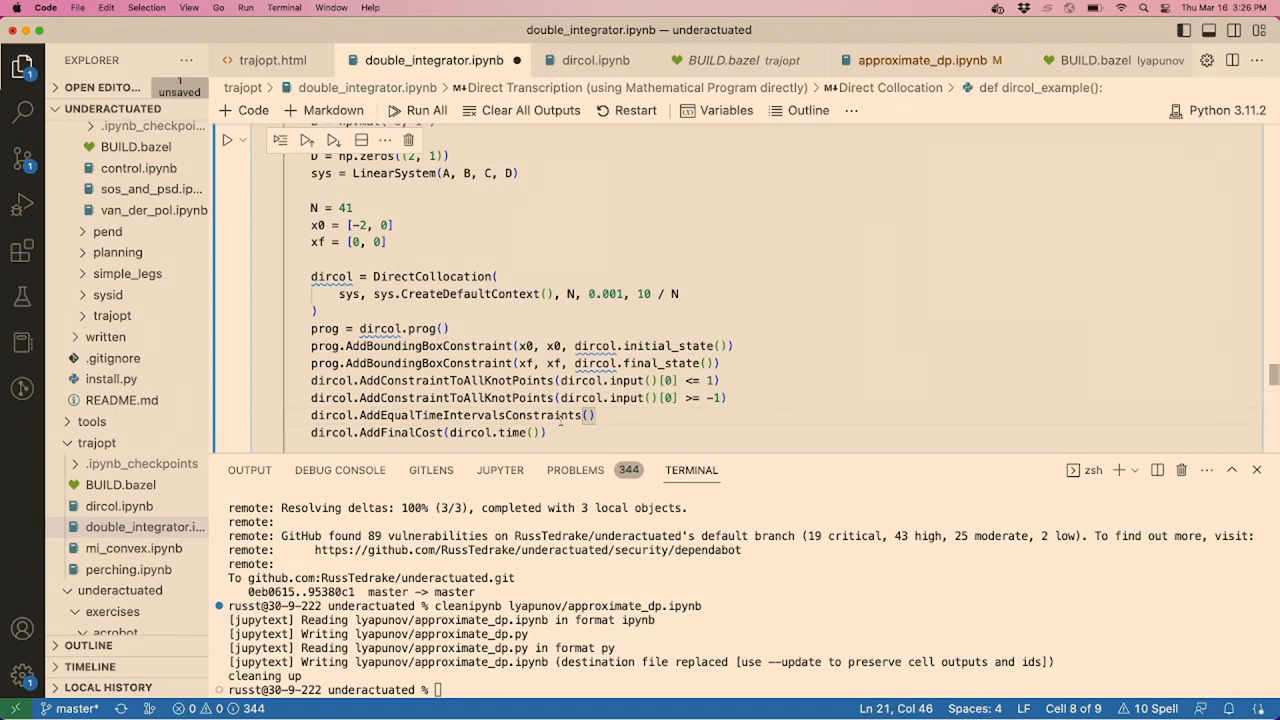 Code File Edit Selection View Go Run Terminal Window Help Thu Mar 16 3:26 PM
double_integrator.ipynb — underactuated
EXPLORER
trajopt.html double_integrator.ipynb dircol.ipynb BUILD.bazel trajopt approximate_dp.ipynb M BUILD.bazel lyapunov
OPEN EDITO... 1 unsaved
trajopt > double_integrator.ipynb > Direct Transcription (using Mathematical Program directly) > Direct Collocation > def dircol_example():
+ Code + Markdown Run All Clear All Outputs Restart Variables Outline ... Python 3.11.2
UNDERACTUATED
.ipynb_checkpoi...
BUILD.bazel
control.ipynb
sos_and_psd.ip...
van_der_pol.ipynb
pend
planning
simple_legs
sysid
trajopt
written
.gitignore
install.py
README.md
tools
trajopt
.ipynb_checkpoints
BUILD.bazel
dircol.ipynb
double_integrator.i...
mi_convex.ipynb
perching.ipynb
underactuated
exercises
acrobot
OUTLINE
TIMELINE
LOCAL HISTORY
D = np.zeros((2, 1))
sys = LinearSystem(A, B, C, D)
N = 41
x0 = [-2, 0]
xf = [0, 0]
dircol = DirectCollocation(
sys, sys.CreateDefaultContext(), N, 0.001, 10 / N
)
prog = dircol.prog()
prog.AddBoundingBoxConstraint(x0, x0, dircol.initial_state())
prog.AddBoundingBoxConstraint(xf, xf, dircol.final_state())
dircol.AddConstraintToAllKnotPoints(dircol.input()[0] <= 1)
dircol.AddConstraintToAllKnotPoints(dircol.input()[0] >= -1)
dircol.AddEqualTimeIntervalsConstraints()
dircol.AddFinalCost(dircol.time())
OUTPUT DEBUG CONSOLE GITLENS JUPYTER PROBLEMS 344 TERMINAL zsh
remote: Resolving deltas: 100% (3/3), completed with 3 local objects.
remote:
remote: GitHub found 89 vulnerabilities on RussTedrake/underactuated's default branch (19 critical, 43 high, 25 moderate, 2 low). To find out more, visit:
remote: https://github.com/RussTedrake/underactuated/security/dependabot
remote:
To github.com:RussTedrake/underactuated.git
0eb0615..95380c1 master -> master
russt@30-9-222 underactuated % cleanipynb lyapunov/approximate_dp.ipynb
[jupytext] Reading lyapunov/approximate_dp.ipynb in format ipynb
[jupytext] Writing lyapunov/approximate_dp.py
[jupytext] Reading lyapunov/approximate_dp.py in format py
[jupytext] Writing lyapunov/approximate_dp.ipynb (destination file replaced [use --update to preserve cell outputs and ids])
cleaning up
russt@30-9-222 underactuated %
master* 0 0 344 Ln 21, Col 46 Spaces: 4 LF Cell 8 of 9 10 Spell